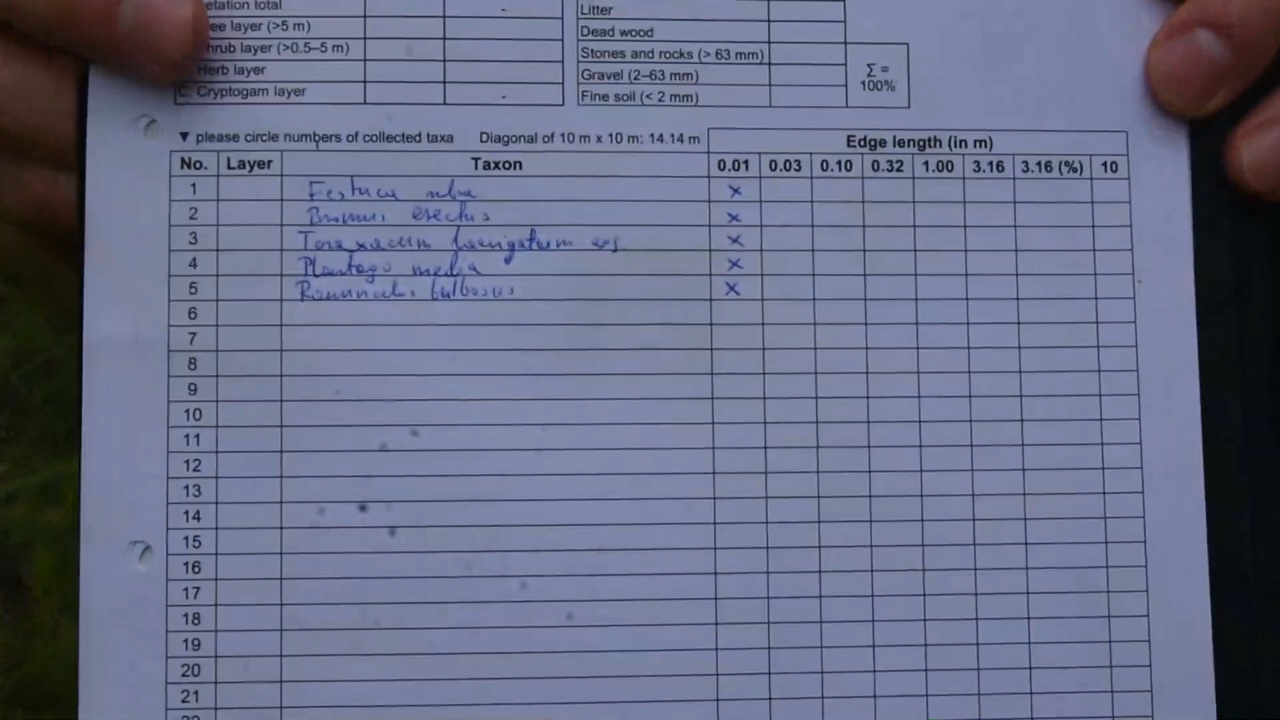 etation total -
ee layer (>5 m)
hrub layer (>0.5–5 m)
Herb layer
C. Cryptogam layer -
Litter
Dead wood
Stones and rocks (> 63 mm)
Gravel (2–63 mm)
Fine soil (< 2 mm)
Σ =
100%
▼ please circle numbers of collected taxa Diagonal of 10 m x 10 m: 14.14 m
Edge length (in m)
No. Layer Taxon 0.01 0.03 0.10 0.32 1.00 3.16 3.16 (%) 10
1 Festuca rubra x
2 Bromus erectus x
3 Taraxacum laevigatum x
4 Plantago media x
5 Ranunculus bulbosus x
6
7
8
9
10
11
12
13
14
15
16
17
18
19
20
21
22